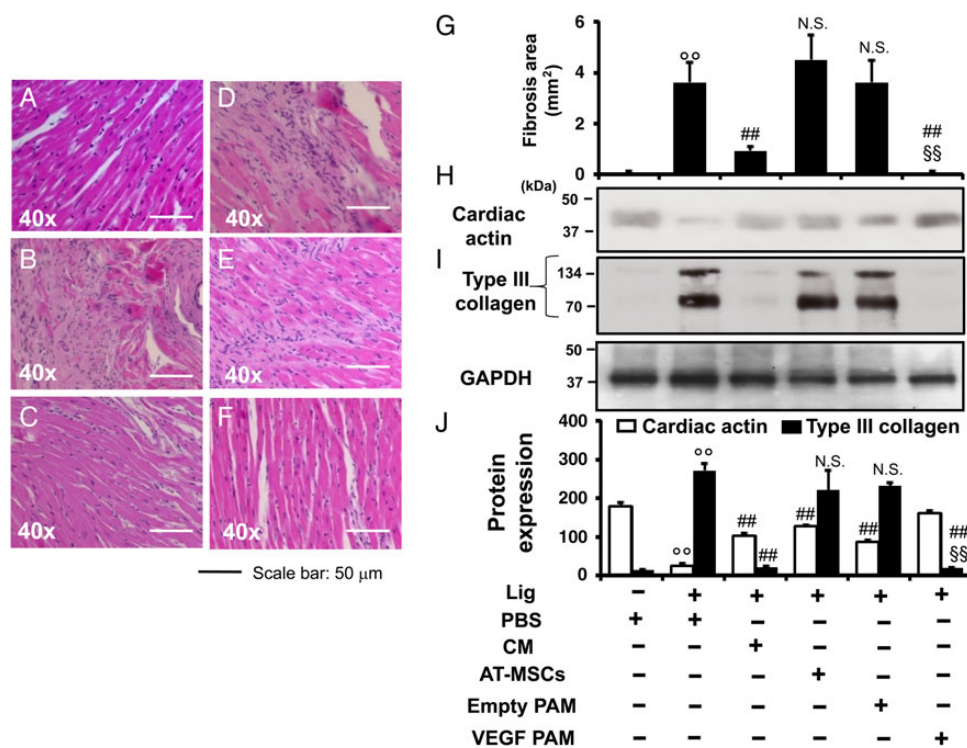 A
40x
D
40x
B
40x
E
40x
C
40x
F
40x
Scale bar: 50 µm
G
Fibrosis area
(mm²)
6
4
2
0
°°
##
N.S.
N.S.
##
§§
H
(kDa)
Cardiac
actin
50
37
I
Type III
collagen
134
70
GAPDH
50
37
J
Cardiac actin
Type III collagen
Protein
expression
300
200
100
0
°°
°°
##
##
##
N.S.
##
N.S.
##
§§
Lig – + + + + +
PBS + + – – – –
CM – – + – – –
AT-MSCs – – – + – –
Empty PAM – – – – + –
VEGF PAM – – – – – +